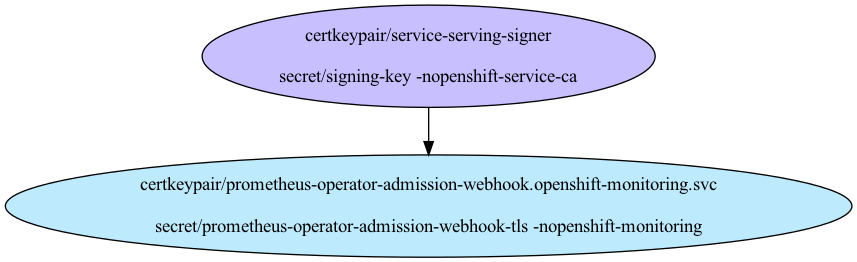 certkeypair/service-serving-signer
secret/signing-key -nopenshift-service-ca
certkeypair/prometheus-operator-admission-webhook.openshift-monitoring.svc
secret/prometheus-operator-admission-webhook-tls -nopenshift-monitoring